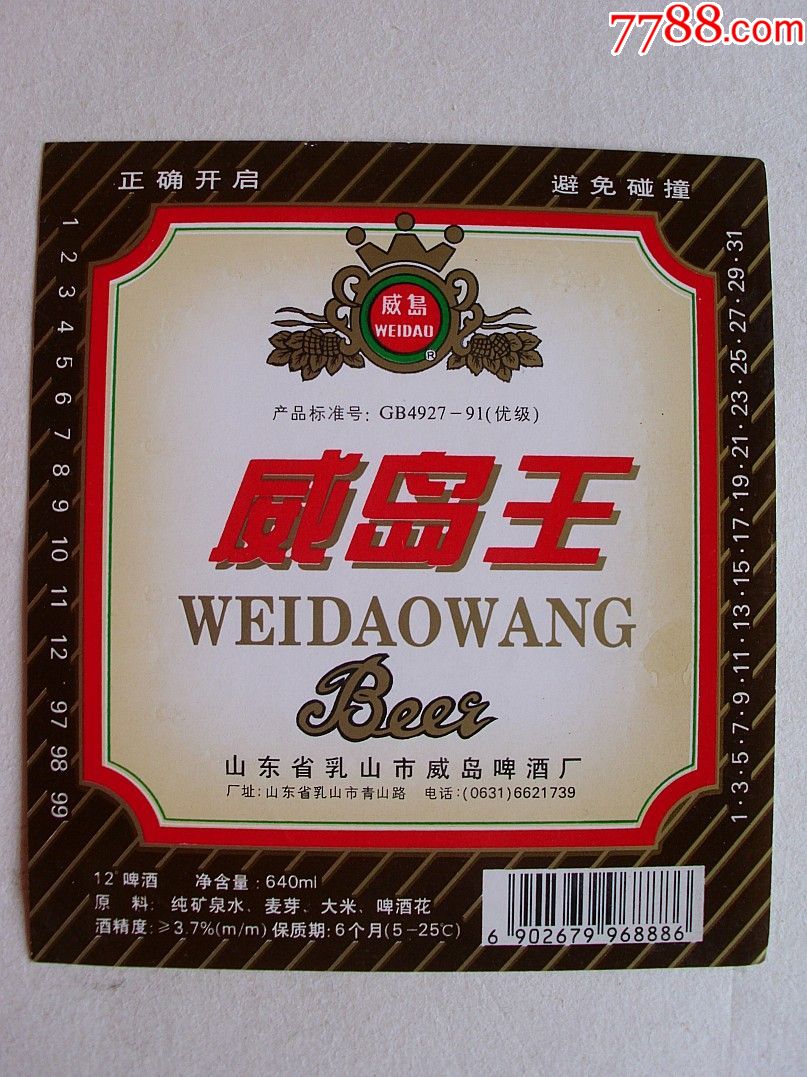 7788.com
正确开启
避免碰撞
1 2 3 4 5 6 7 8 9 10 11 12 97 98 99
1·3·5·7·9·11·13·15·17·19·21·23·25·27·29·31
威島
WEIDAO
®
产品标准号: GB4927-91(优级)
威岛王
WEIDAOWANG
Beer
山东省乳山市威岛啤酒厂
厂址:山东省乳山市青山路 电话:(0631)6621739
12°啤酒 净含量:640ml
原 料: 纯矿泉水、麦芽、大米、啤酒花
酒精度:≥3.7%(m/m) 保质期:6个月(5-25℃)
6 902679 968886